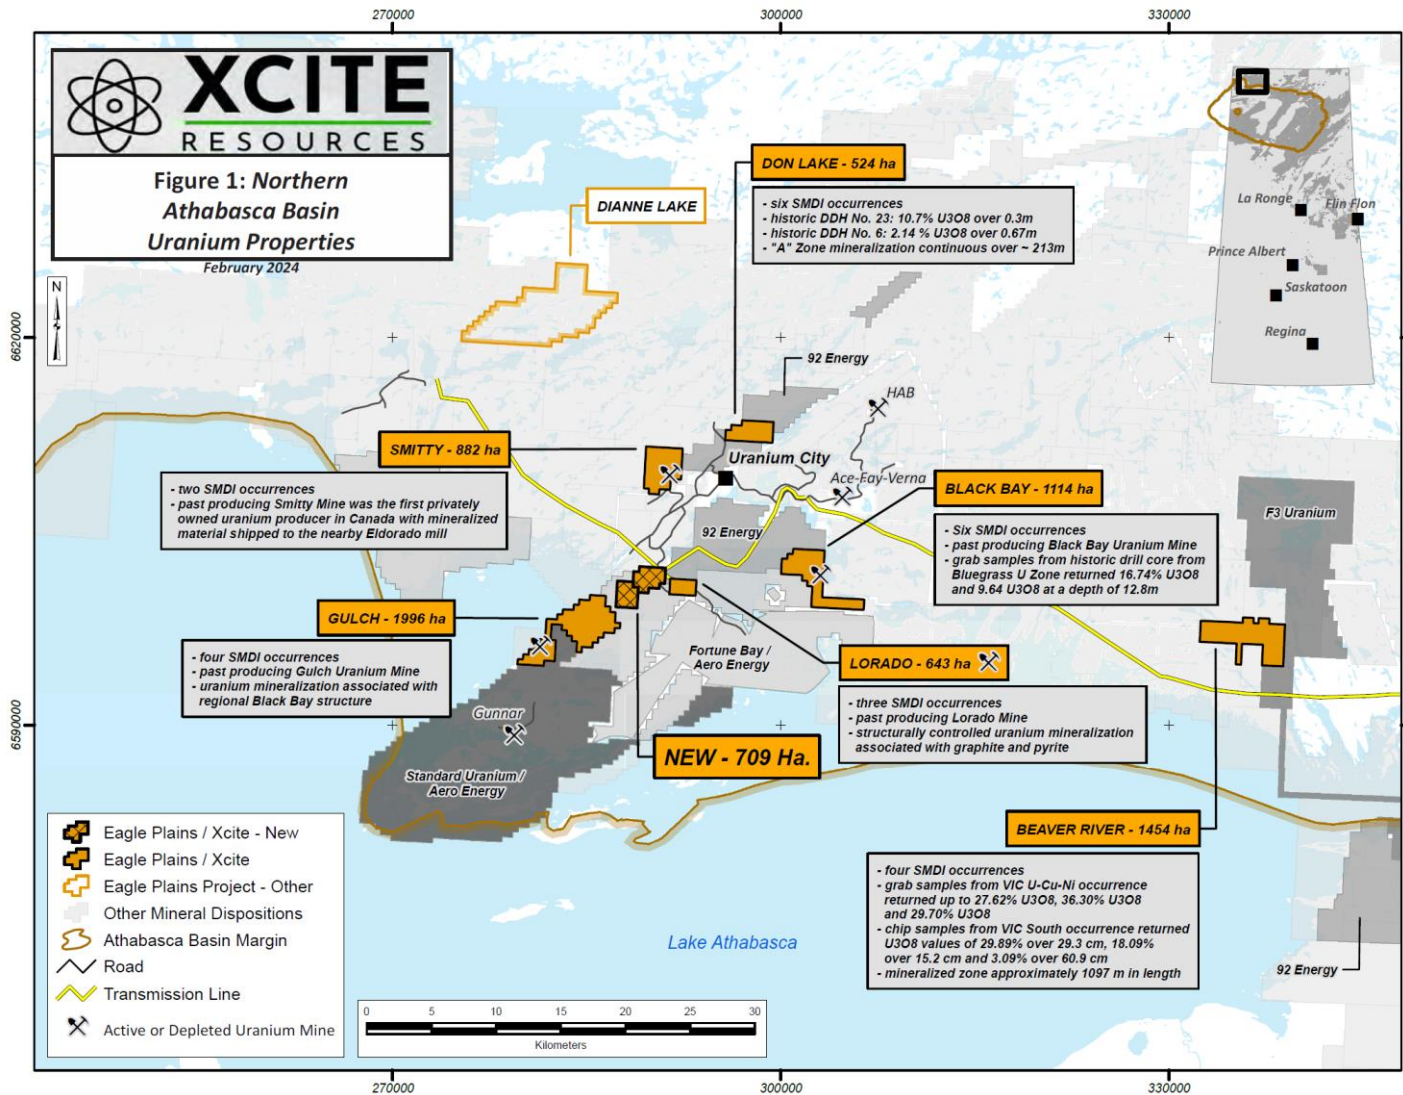 270000
300000
330000
XCITE
RESOURCES
Figure 1: Northern
Athabasca Basin
Uranium Properties
February 2024
N
6620000
6590000
DIANNE LAKE
DON LAKE - 524 ha
- six SMDI occurrences
- historic DDH No. 23: 10.7% U3O8 over 0.3m
- historic DDH No. 6: 2.14 % U3O8 over 0.67m
- "A" Zone mineralization continuous over ~ 213m
La Ronge
Flin Flon
Prince Albert
Saskatoon
Regina
92 Energy
HAB
SMITTY - 882 ha
- two SMDI occurrences
- past producing Smitty Mine was the first privately
owned uranium producer in Canada with mineralized
material shipped to the nearby Eldorado mill
Uranium City
Ace-Fay-Verna
92 Energy
BLACK BAY - 1114 ha
- Six SMDI occurrences
- past producing Black Bay Uranium Mine
- grab samples from historic drill core from
Bluegrass U Zone returned 16.74% U3O8
and 9.64 U3O8 at a depth of 12.8m
F3 Uranium
GULCH - 1996 ha
- four SMDI occurrences
- past producing Gulch Uranium Mine
- uranium mineralization associated with
regional Black Bay structure
Fortune Bay /
Aero Energy
LORADO - 643 ha
- three SMDI occurrences
- past producing Lorado Mine
- structurally controlled uranium mineralization
associated with graphite and pyrite
Gunnar
NEW - 709 Ha.
Standard Uranium /
Aero Energy
BEAVER RIVER - 1454 ha
- four SMDI occurrences
- grab samples from VIC U-Cu-Ni occurrence
returned up to 27.62% U3O8, 36.30% U3O8
and 29.70% U3O8
- chip samples from VIC South occurrence returned
U3O8 values of 29.89% over 29.3 cm, 18.09%
over 15.2 cm and 3.09% over 60.9 cm
- mineralized zone approximately 1097 m in length
92 Energy
Lake Athabasca
Eagle Plains / Xcite - New
Eagle Plains / Xcite
Eagle Plains Project - Other
Other Mineral Dispositions
Athabasca Basin Margin
Road
Transmission Line
Active or Depleted Uranium Mine
0 5 10 15 20 25 30
Kilometers
270000
300000
330000